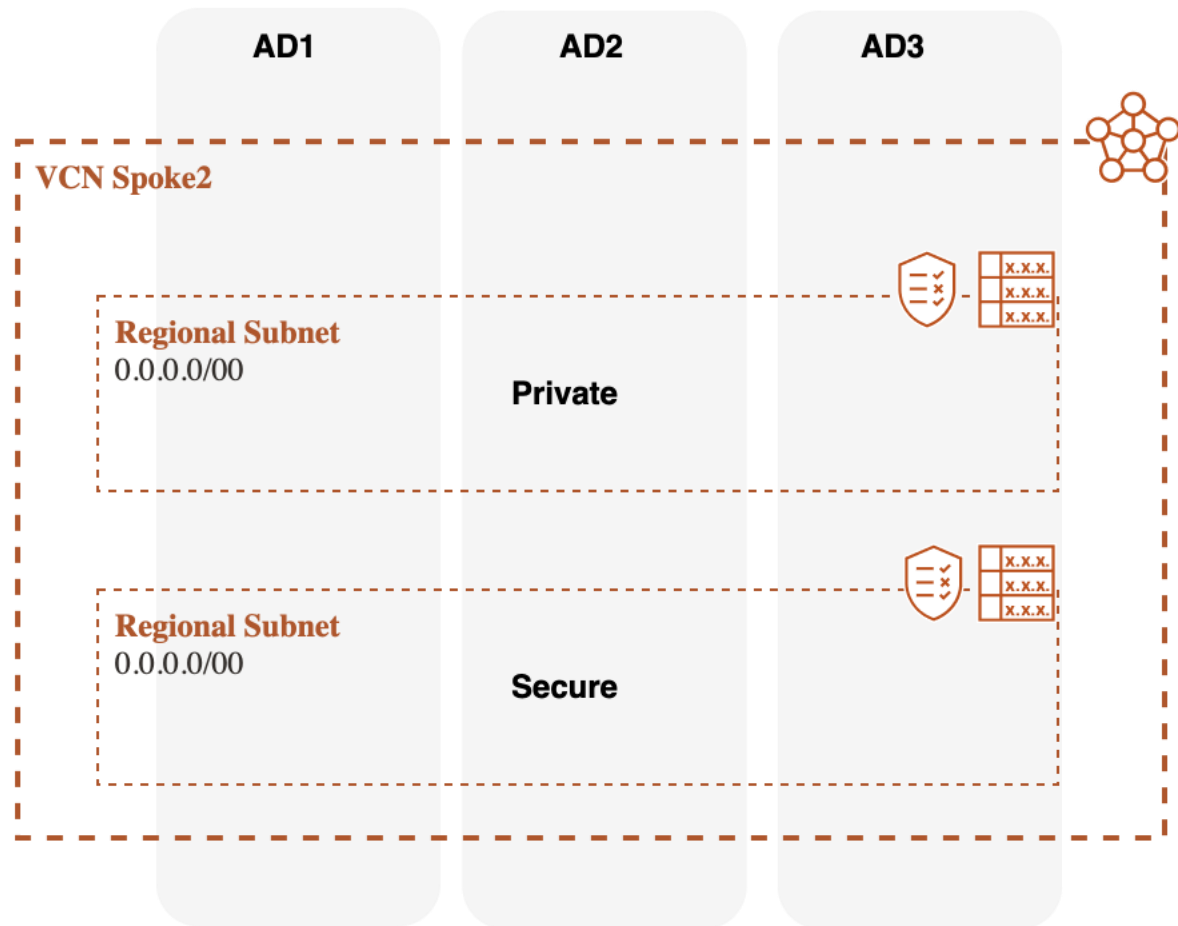 AD1
AD2
AD3
VCN Spoke2
x.x.x.
x.x.x.
x.x.x.
Regional Subnet
0.0.0.0/00
Private
x.x.x.
x.x.x.
x.x.x.
Regional Subnet
0.0.0.0/00
Secure